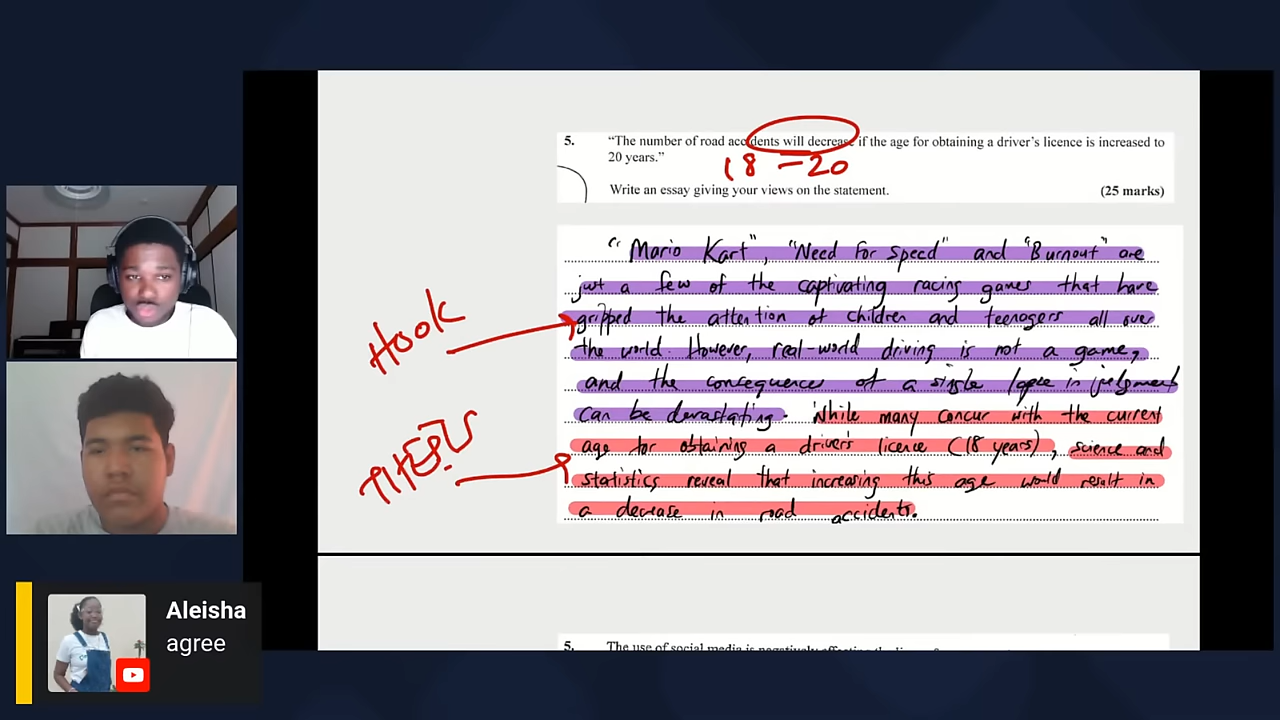 5. "The number of road accidents will decrease if the age for obtaining a driver's licence is increased to
20 years."
18 – 20
Write an essay giving your views on the statement. (25 marks)
"Mario Kart", "Need for Speed" and "Burnout" are
just a few of the captivating racing games that have
gripped the attention of children and teenagers all over
the world. However, real-world driving is not a game,
and the consequences of a single lapse in judgment
can be devastating. While many concur with the current
age for obtaining a driver's licence (18 years), science and
statistics reveal that increasing this age would result in
a decrease in road accidents.
Hook
THESIS
5. "The use of social media is negatively affecting the
Aleisha
agree